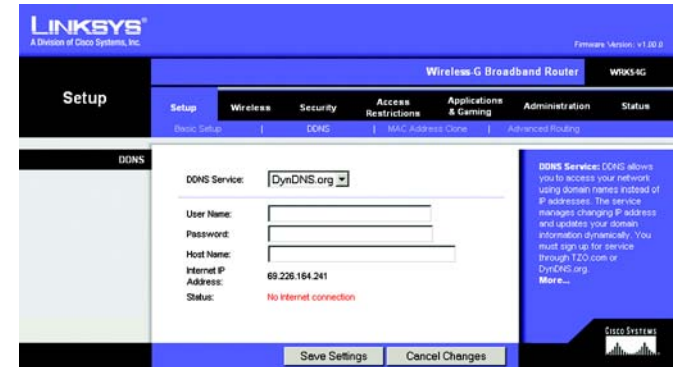 LINKSYS®
A Division of Cisco Systems, Inc.
Firmware Version: v1.00.0
Wireless-G Broadband Router WRK54G
Setup
Setup Wireless Security Access Restrictions Applications & Gaming Administration Status
Basic Setup | DDNS | MAC Address Clone | Advanced Routing
DDNS
DDNS Service: DynDNS.org
User Name:
Password:
Host Name:
Internet IP
Address: 69.226.164.241
Status: No Internet connection
DDNS Service: DDNS allows
you to access your network
using domain names instead of
IP addresses. The service
manages changing IP address
and updates your domain
information dynamically. You
must sign up for service
through TZO.com or
DynDNS.org.
More...
CISCO SYSTEMS
Save Settings Cancel Changes